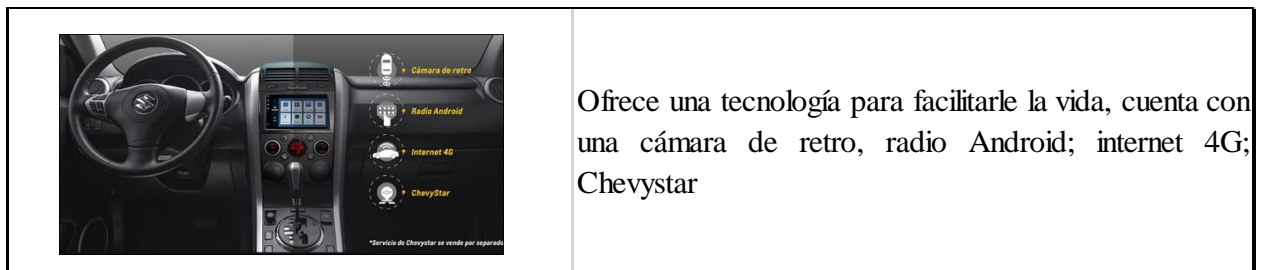 Cámara de retro
Radio Android
Internet 4G
ChevyStar
*Servicio de Chevystar se vende por separado
Ofrece una tecnología para facilitarle la vida, cuenta con
una cámara de retro, radio Android; internet 4G;
Chevystar